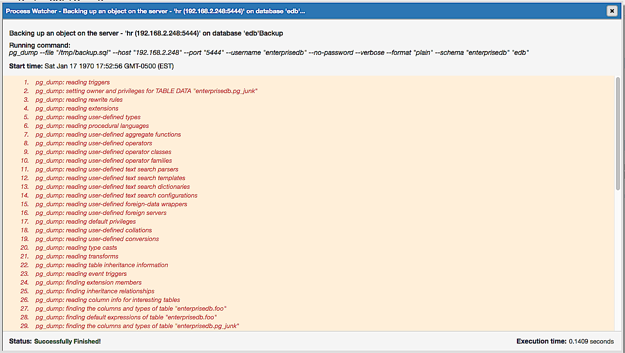 Process Watcher - Backing up an object on the server - 'hr (192.168.2.248:5444)' on database 'edb'...
Backing up an object on the server - 'hr (192.168.2.248:5444)' on database 'edb'\Backup
Running command:
pg_dump --file "/tmp/backup.sql" --host "192.168.2.248" --port "5444" --username "enterprisedb" --no-password --verbose --format "plain" --schema "enterprisedb" "edb"
Start time: Sat Jan 17 1970 17:52:56 GMT-0500 (EST)
1. pg_dump: reading triggers
2. pg_dump: setting owner and privileges for TABLE DATA "enterprisedb.pg_junk"
3. pg_dump: reading rewrite rules
4. pg_dump: reading extensions
5. pg_dump: reading user-defined types
6. pg_dump: reading procedural languages
7. pg_dump: reading user-defined aggregate functions
8. pg_dump: reading user-defined operators
9. pg_dump: reading user-defined operator classes
10. pg_dump: reading user-defined operator families
11. pg_dump: reading user-defined text search parsers
12. pg_dump: reading user-defined text search templates
13. pg_dump: reading user-defined text search dictionaries
14. pg_dump: reading user-defined text search configurations
15. pg_dump: reading user-defined foreign-data wrappers
16. pg_dump: reading user-defined foreign servers
17. pg_dump: reading default privileges
18. pg_dump: reading user-defined collations
19. pg_dump: reading user-defined conversions
20. pg_dump: reading type casts
21. pg_dump: reading transforms
22. pg_dump: reading table inheritance information
23. pg_dump: reading event triggers
24. pg_dump: finding extension members
25. pg_dump: finding inheritance relationships
26. pg_dump: reading column info for interesting tables
27. pg_dump: finding the columns and types of table "enterprisedb.foo"
28. pg_dump: finding default expressions of table "enterprisedb.foo"
29. pg_dump: finding the columns and types of table "enterprisedb.pg_junk"
Status: Successfully Finished! Execution time: 0.1409 seconds